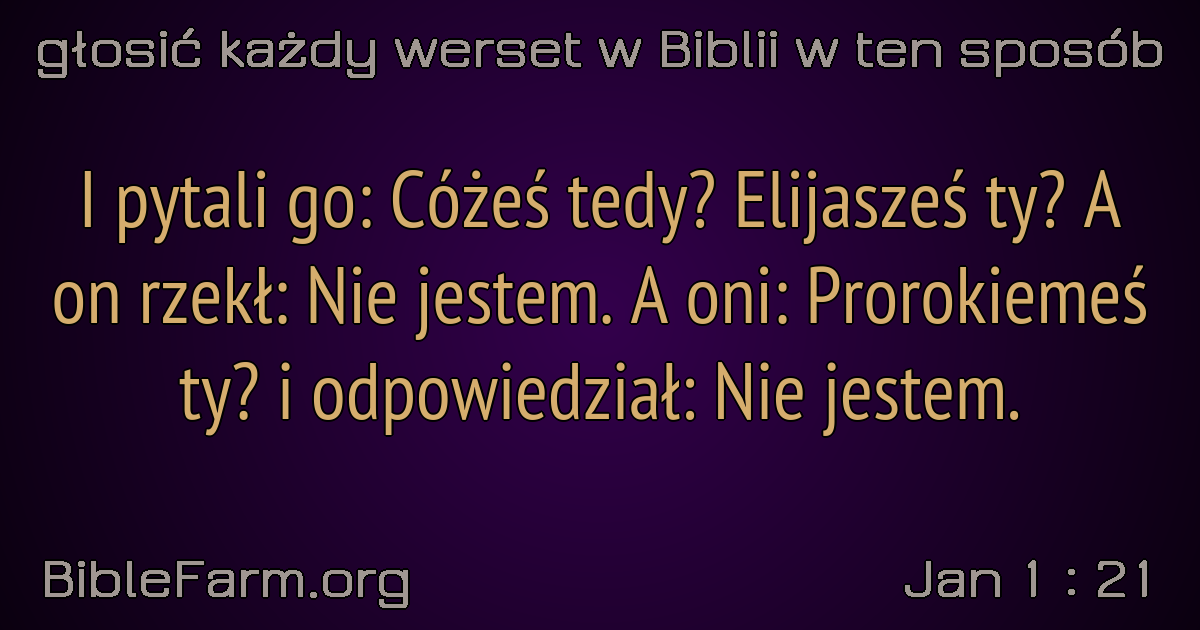 głosić każdy werset w Biblii w ten sposób
I pytali go: Cóżeś tedy? Elijasześ ty? A
on rzekł: Nie jestem. A oni: Prorokiemeś
ty? i odpowiedział: Nie jestem.
BibleFarm.org
Jan 1 : 21